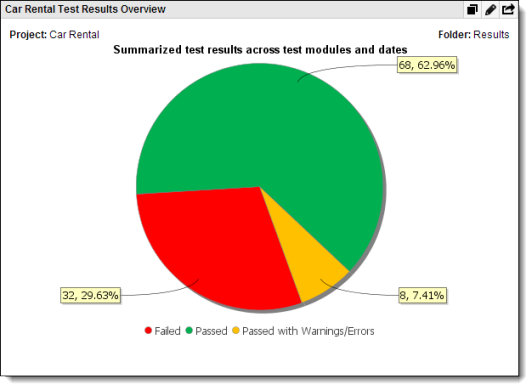 Car Rental Test Results Overview
Project: Car Rental
Folder: Results
Summarized test results across test modules and dates
68, 62.96%
32, 29.63%
8, 7.41%
Failed Passed Passed with Warnings/Errors